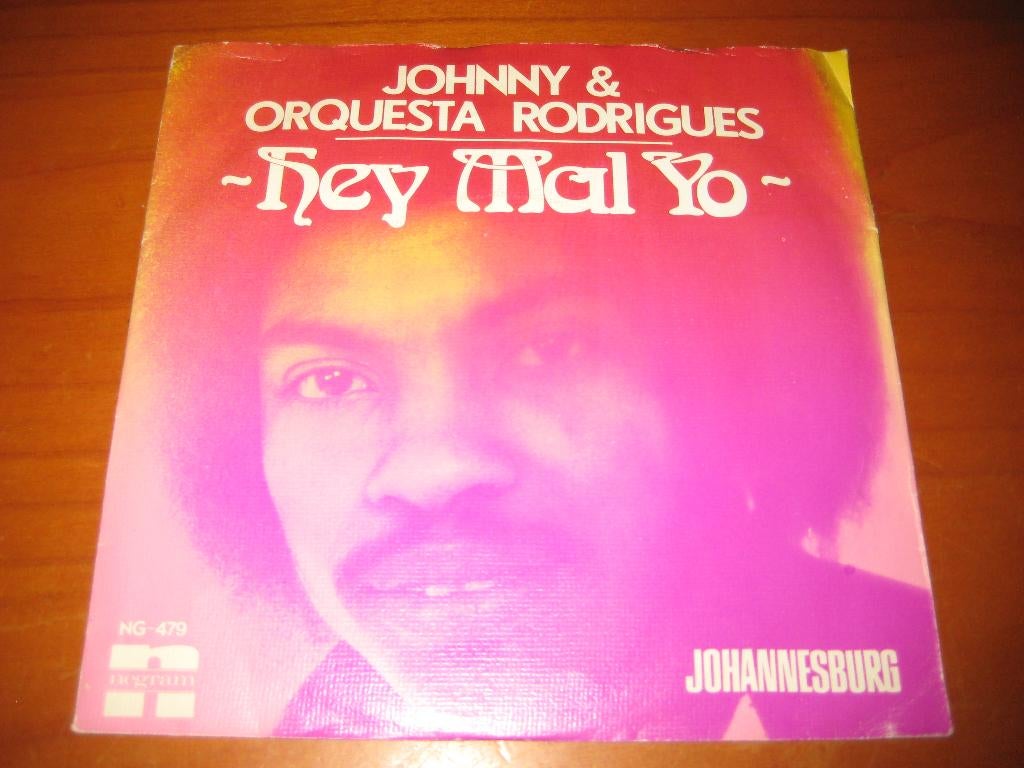 JOHNNY &
ORQUESTA RODRIGUES
~Hey Mal Yo~
NG-479
negram
JOHANNESBURG